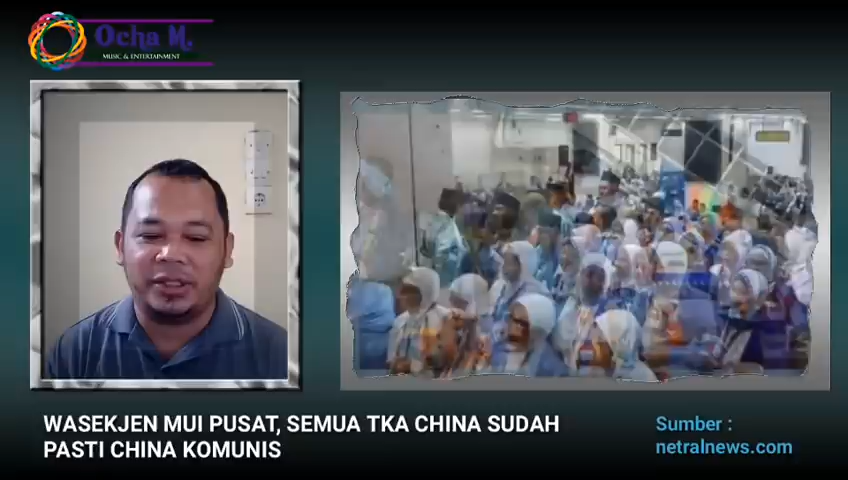 Ocha M.
MUSIC & ENTERTAINMENT
WASEKJEN MUI PUSAT, SEMUA TKA CHINA SUDAH
PASTI CHINA KOMUNIS
Sumber :
netralnews.com